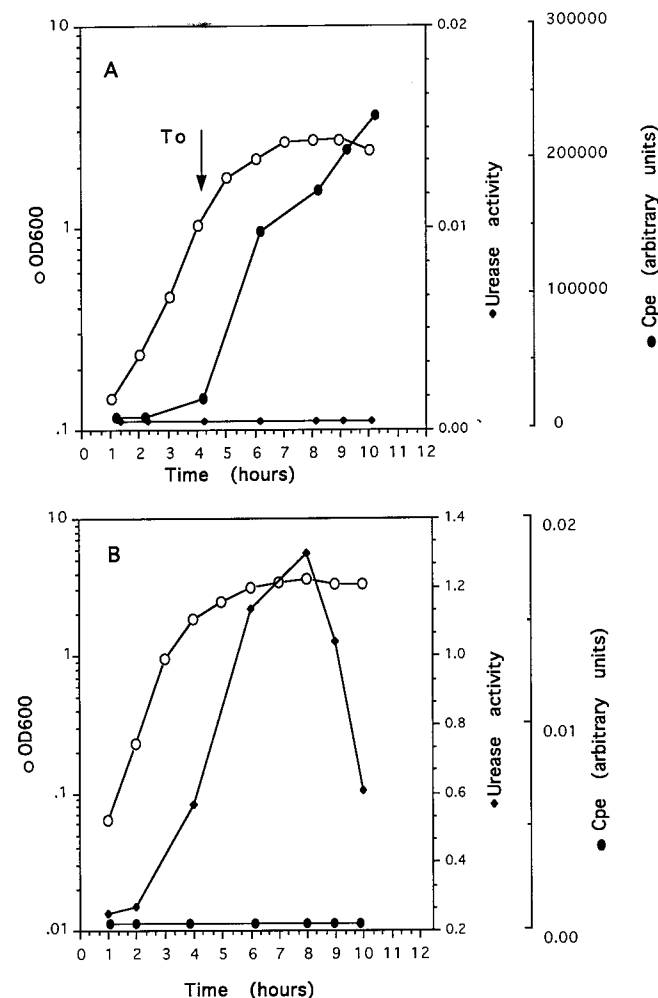 A
To
10
1
.1
OD600
0 1 2 3 4 5 6 7 8 9 10 11 12
Time (hours)
0.02
0.01
0.00
Urease activity
300000
200000
100000
0
Cpe (arbitrary units)
B
10
1
.1
.01
OD600
0 1 2 3 4 5 6 7 8 9 10 11 12
Time (hours)
1.4
1.2
1.0
0.8
0.6
0.4
0.2
Urease activity
0.02
0.01
0.00
Cpe (arbitrary units)